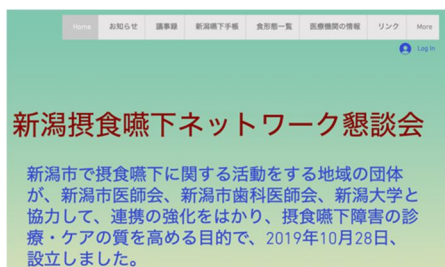 Home お知らせ 議事録 新潟嚥下手帳 食形態一覧 医療機関の情報 リンク More
Log In
新潟摂食嚥下ネットワーク懇談会
新潟市で摂食嚥下に関する活動をする地域の団体
が、新潟市医師会、新潟市歯科医師会、新潟大学と
協力して、連携の強化をはかり、摂食嚥下障害の診
療・ケアの質を高める目的で、2019年10月28日、
設立しました。